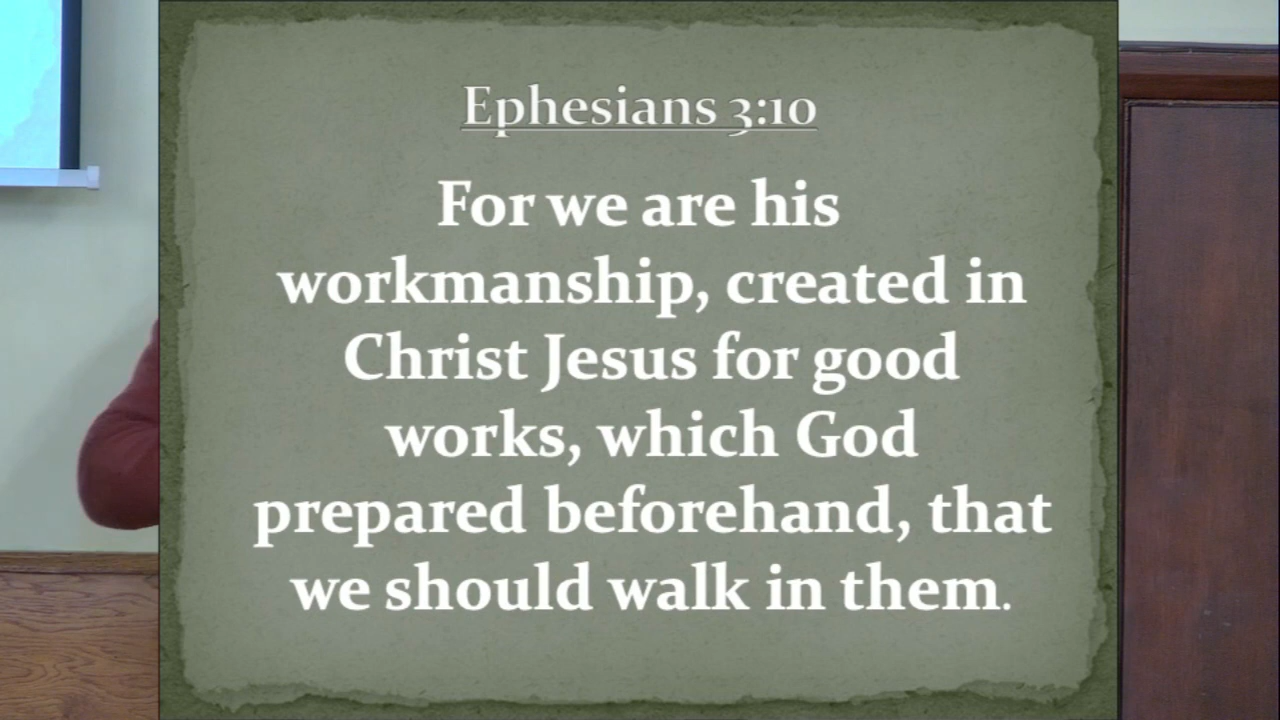 Ephesians 3:10
For we are his
workmanship, created in
Christ Jesus for good
works, which God
prepared beforehand, that
we should walk in them.